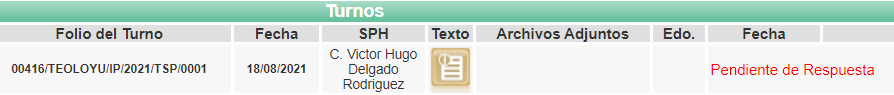 Turnos
Folio del Turno Fecha SPH Texto Archivos Adjuntos Edo. Fecha
00416/TEOLOYU/IP/2021/TSP/0001 18/08/2021 C. Victor Hugo
Delgado
Rodriguez
Pendiente de Respuesta